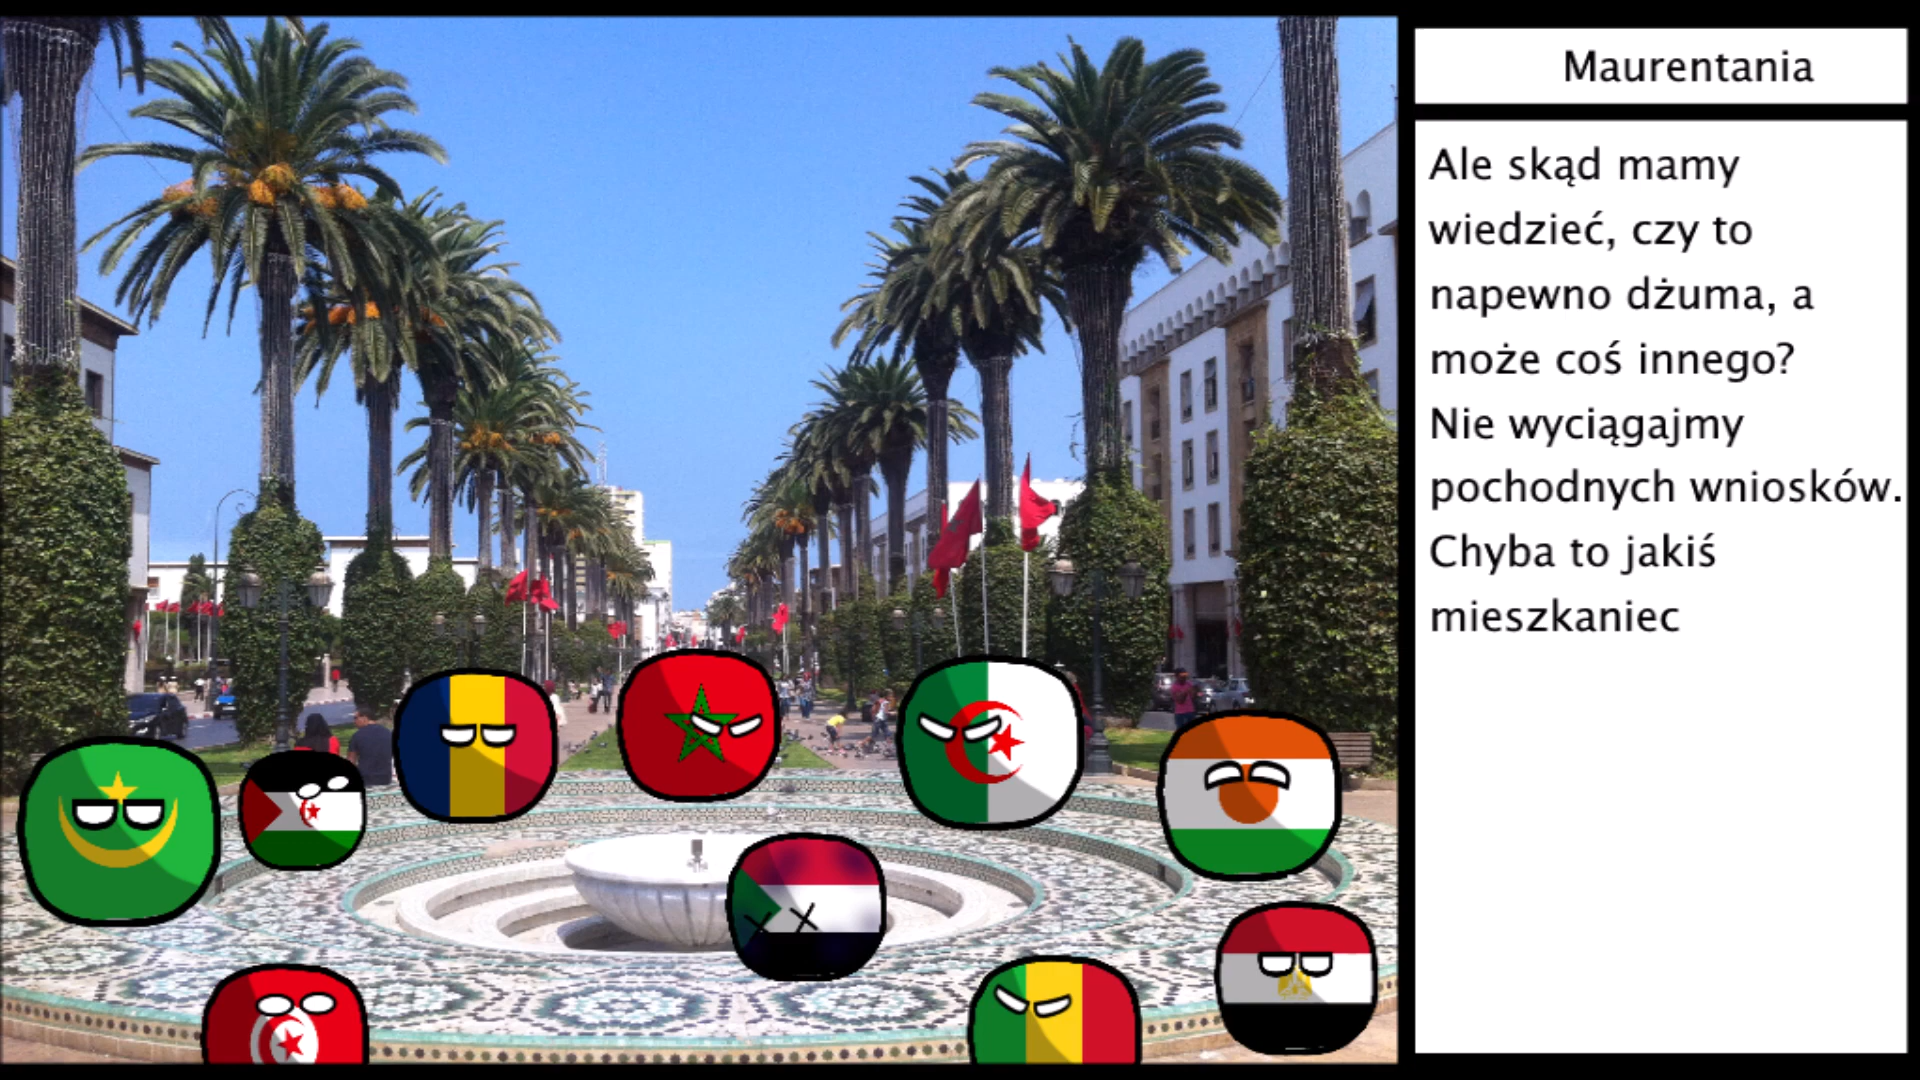 Maurentania
Ale skąd mamy
wiedzieć, czy to
napewno dżuma, a
może coś innego?
Nie wyciągajmy
pochodnych wniosków.
Chyba to jakiś
mieszkaniec